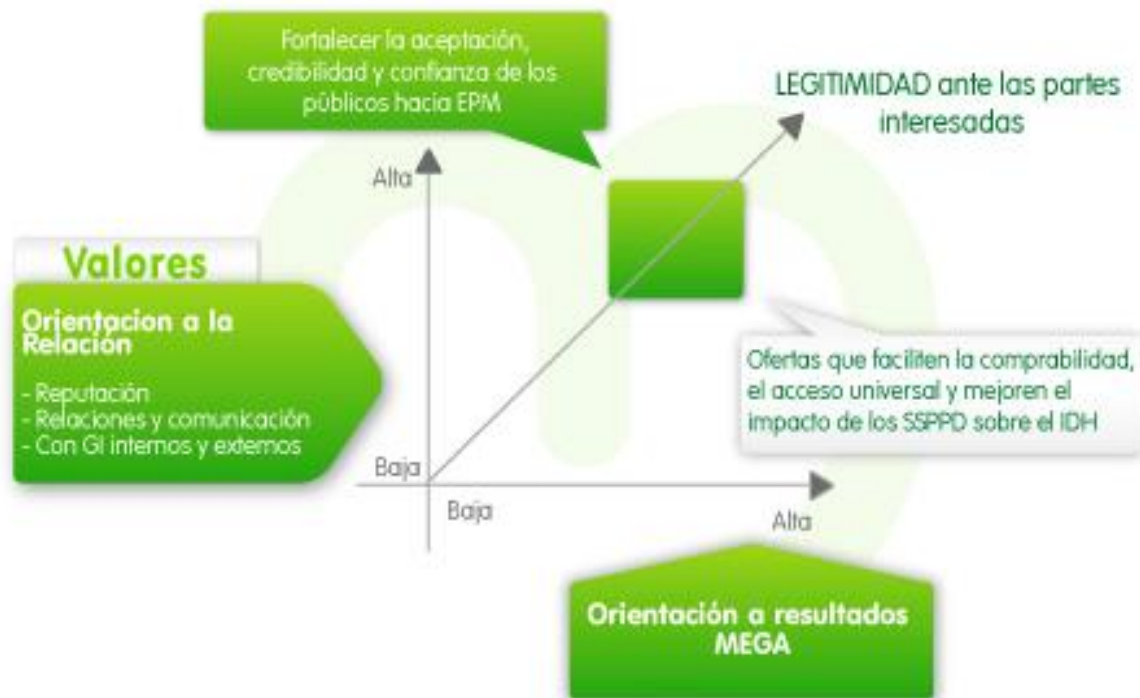 Fortalecer la aceptación,
credibilidad y confianza de los
públicos hacia EPM
LEGITIMIDAD ante las partes
interesadas
Alta
Valores
Orientacion a la
Relación
- Reputación
- Relaciones y comunicación
- Con GI internos y externos
Ofertas que faciliten la comprabilidad,
el acceso universal y mejoren el
impacto de los SSPPD sobre el IDH
Baja
Baja
Alta
Orientación a resultados
MEGA